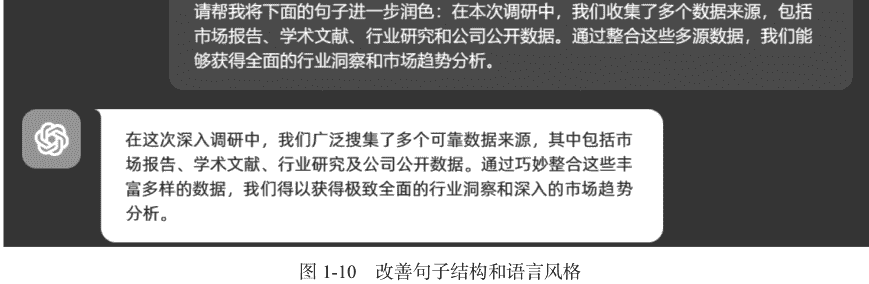 请帮我将下面的句子进一步润色：在本次调研中，我们收集了多个数据来源，包括
市场报告、学术文献、行业研究和公司公开数据。通过整合这些多源数据，我们能
够获得全面的行业洞察和市场趋势分析。
在这次深入调研中，我们广泛搜集了多个可靠数据来源，其中包括市
场报告、学术文献、行业研究及公司公开数据。通过巧妙整合这些丰
富多样的数据，我们得以获得极致全面的行业洞察和深入的市场趋势
分析。
图 1-10　改善句子结构和语言风格